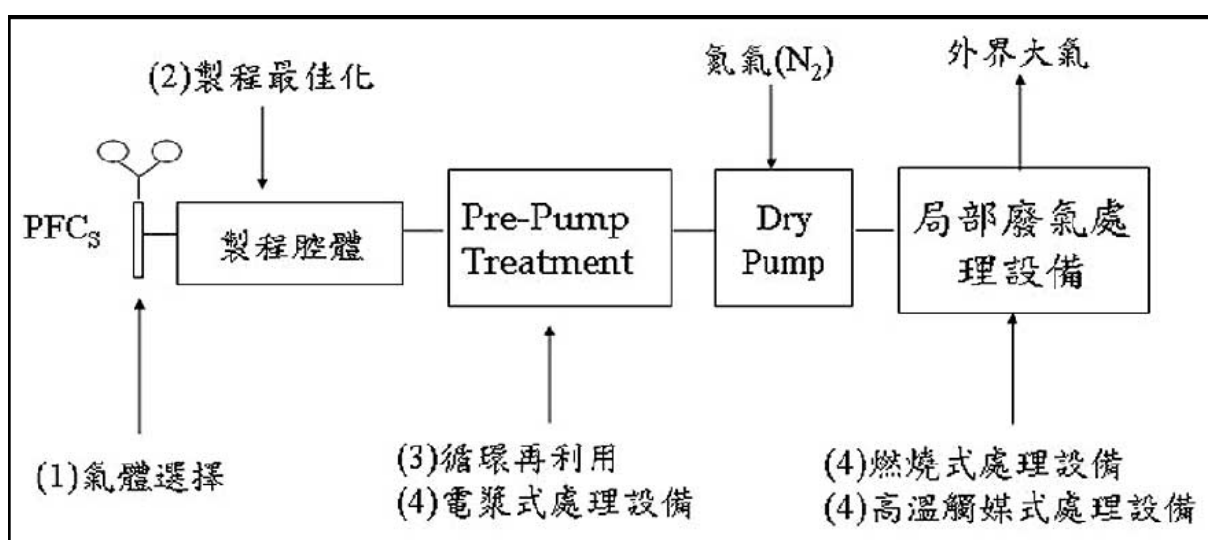 (2)製程最佳化
氮氣(N₂)
外界大氣
PFCₛ
製程腔體
Pre-Pump
Treatment
Dry
Pump
局部廢氣處
理設備
(1)氣體選擇
(3)循環再利用
(4)電漿式處理設備
(4)燃燒式處理設備
(4)高溫觸媒式處理設備